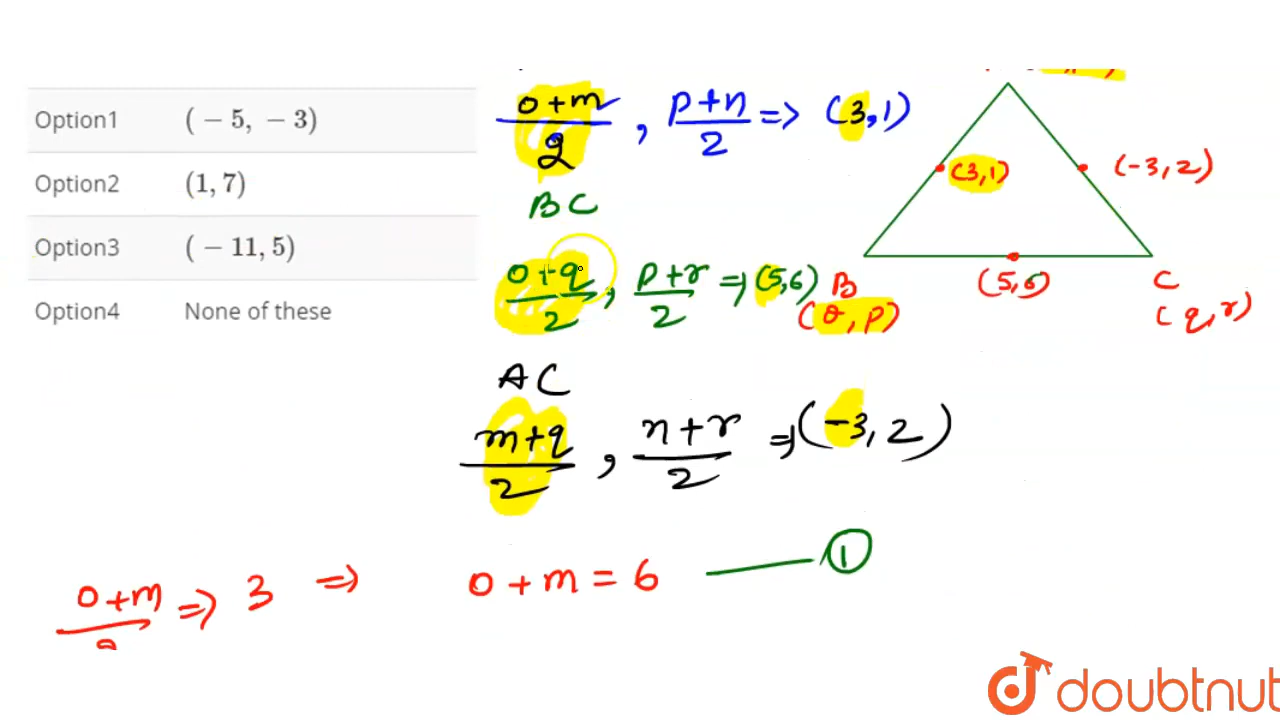 Option1 (-5, -3)
Option2 (1, 7)
Option3 (-11, 5)
Option4 None of these
o+m/2 , p+n/2 => (3,1)
BC
o+q/2 , p+r/2 => (5,6)
AC
m+q/2 , n+r/2 => (-3,2)
o+m/2 => 3 => o+m=6 —— ①
(3,1)
(-3,2)
B
(5,6)
C
(o,p)
(q,r)
doubtnut